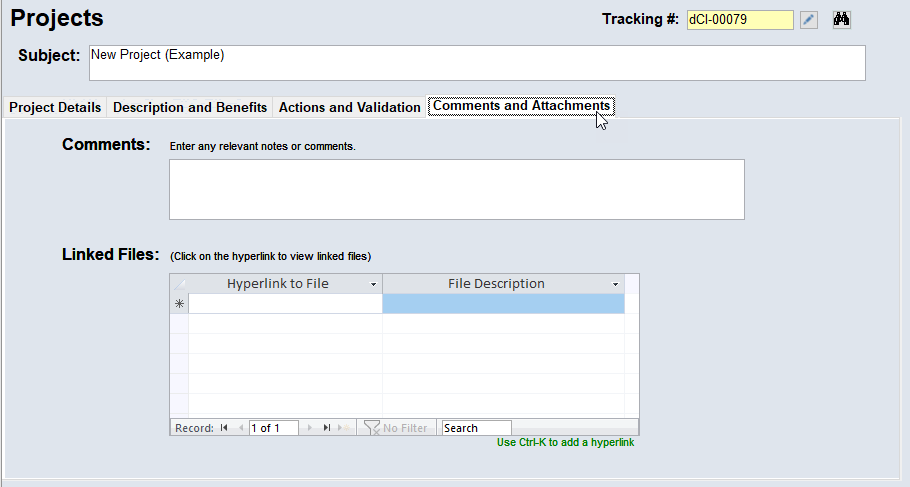 Projects
Tracking #: dCI-00079
Subject: New Project (Example)
Project Details Description and Benefits Actions and Validation Comments and Attachments
Comments: Enter any relevant notes or comments.
Linked Files: (Click on the hyperlink to view linked files)
Hyperlink to File File Description
Record: 1 of 1 No Filter Search
Use Ctrl-K to add a hyperlink